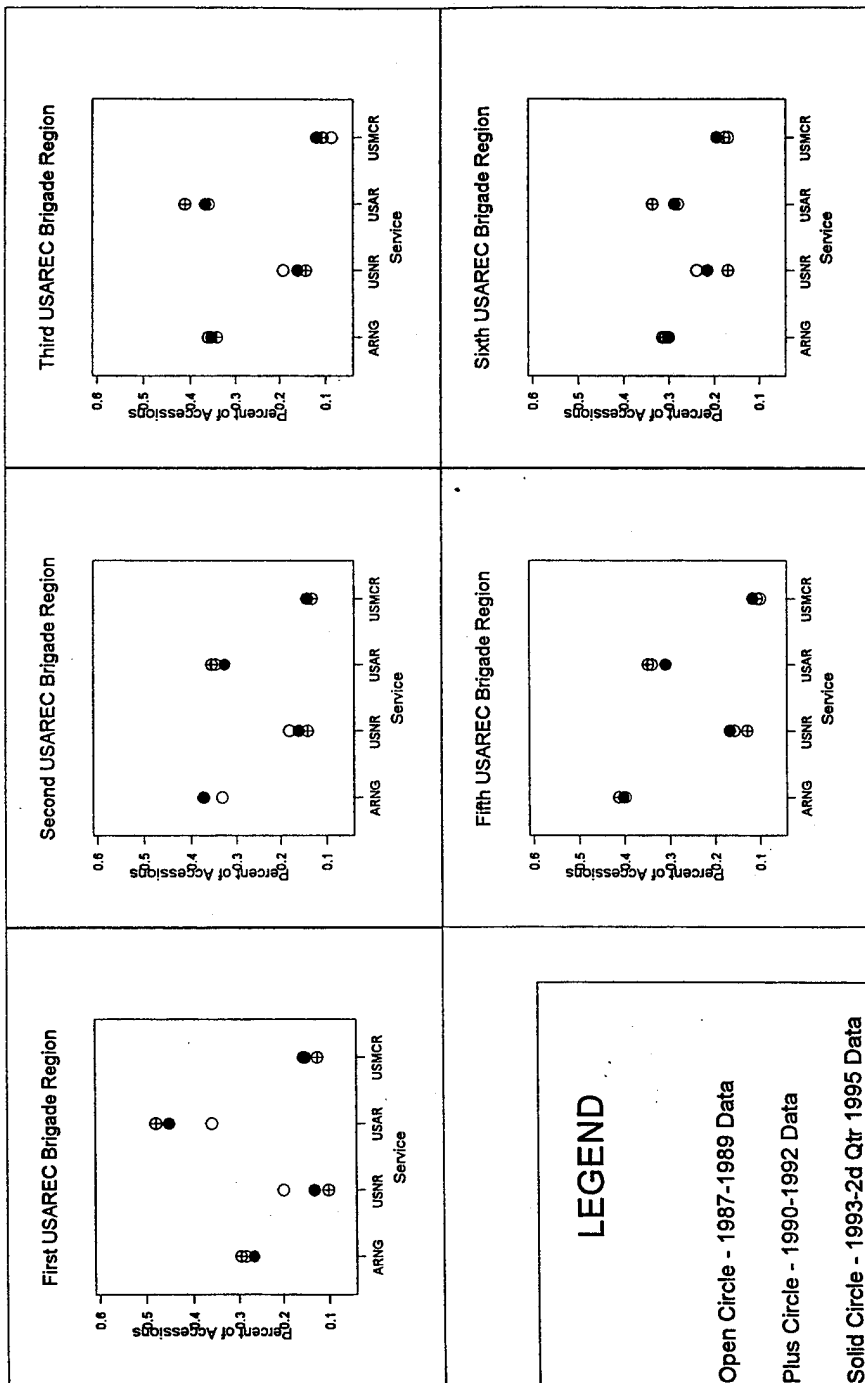 First USAREC Brigade Region
0.6
0.5
0.4
0.3
0.2
0.1
Percent of Accessions
ARNG
USNR
USAR
USMCR
Service
Second USAREC Brigade Region
0.6
0.5
0.4
0.3
0.2
0.1
Percent of Accessions
ARNG
USNR
USAR
USMCR
Service
Third USAREC Brigade Region
0.6
0.5
0.4
0.3
0.2
0.1
Percent of Accessions
ARNG
USNR
USAR
USMCR
Service
LEGEND
Open Circle - 1987-1989 Data
Plus Circle - 1990-1992 Data
Solid Circle - 1993-2d Qtr 1995 Data
Fifth USAREC Brigade Region
0.6
0.5
0.4
0.3
0.2
0.1
Percent of Accessions
ARNG
USNR
USAR
USMCR
Service
Sixth USAREC Brigade Region
0.6
0.5
0.4
0.3
0.2
0.1
Percent of Accessions
ARNG
USNR
USAR
USMCR
Service